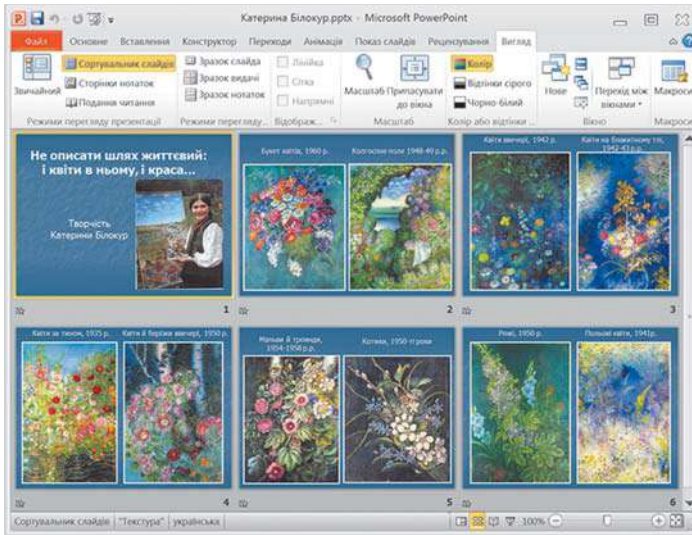 Катерина Білокур.pptx - Microsoft PowerPoint
Файл Основне Вставлення Конструктор Переходи Анімація Показ слайдів Рецензування Вигляд
Звичайний
Сортувальник слайдів
Сторінки нотаток
Подання читання
Режими перегляду презентації
Зразок слайда
Зразок видачі
Зразок нотаток
Режими перегляду...
Лінійка
Сітка
Напрямні
Відображ...
Масштаб Припасувати до вікна
Масштаб
Колір
Відтінки сірого
Чорно-білий
Колір або відтінки ...
Нове
Перехід між вікнами
Вікно
Макроси
Макроси
Не описати шлях життєвий:
і квіти в ньому, і краса...
Творчість
Катерини Білокур
1
Букет квітів, 1960 р. Колгоспне поле 1948-49 р.р.
2
Квіти ввечері, 1942 р. Квіти на блакитному тлі,
1942-43 р.р.
3
Квіти за тином, 1935 р. Квіти й берізки ввечері, 1950 р.
4
Мальви й троянди,
1954-1958 р.р.
Котики, 1950-ті роки
5
Рожі, 1950 р. Польові квіти, 1941р.
6
Сортувальник слайдів "Текстура" українська 100%